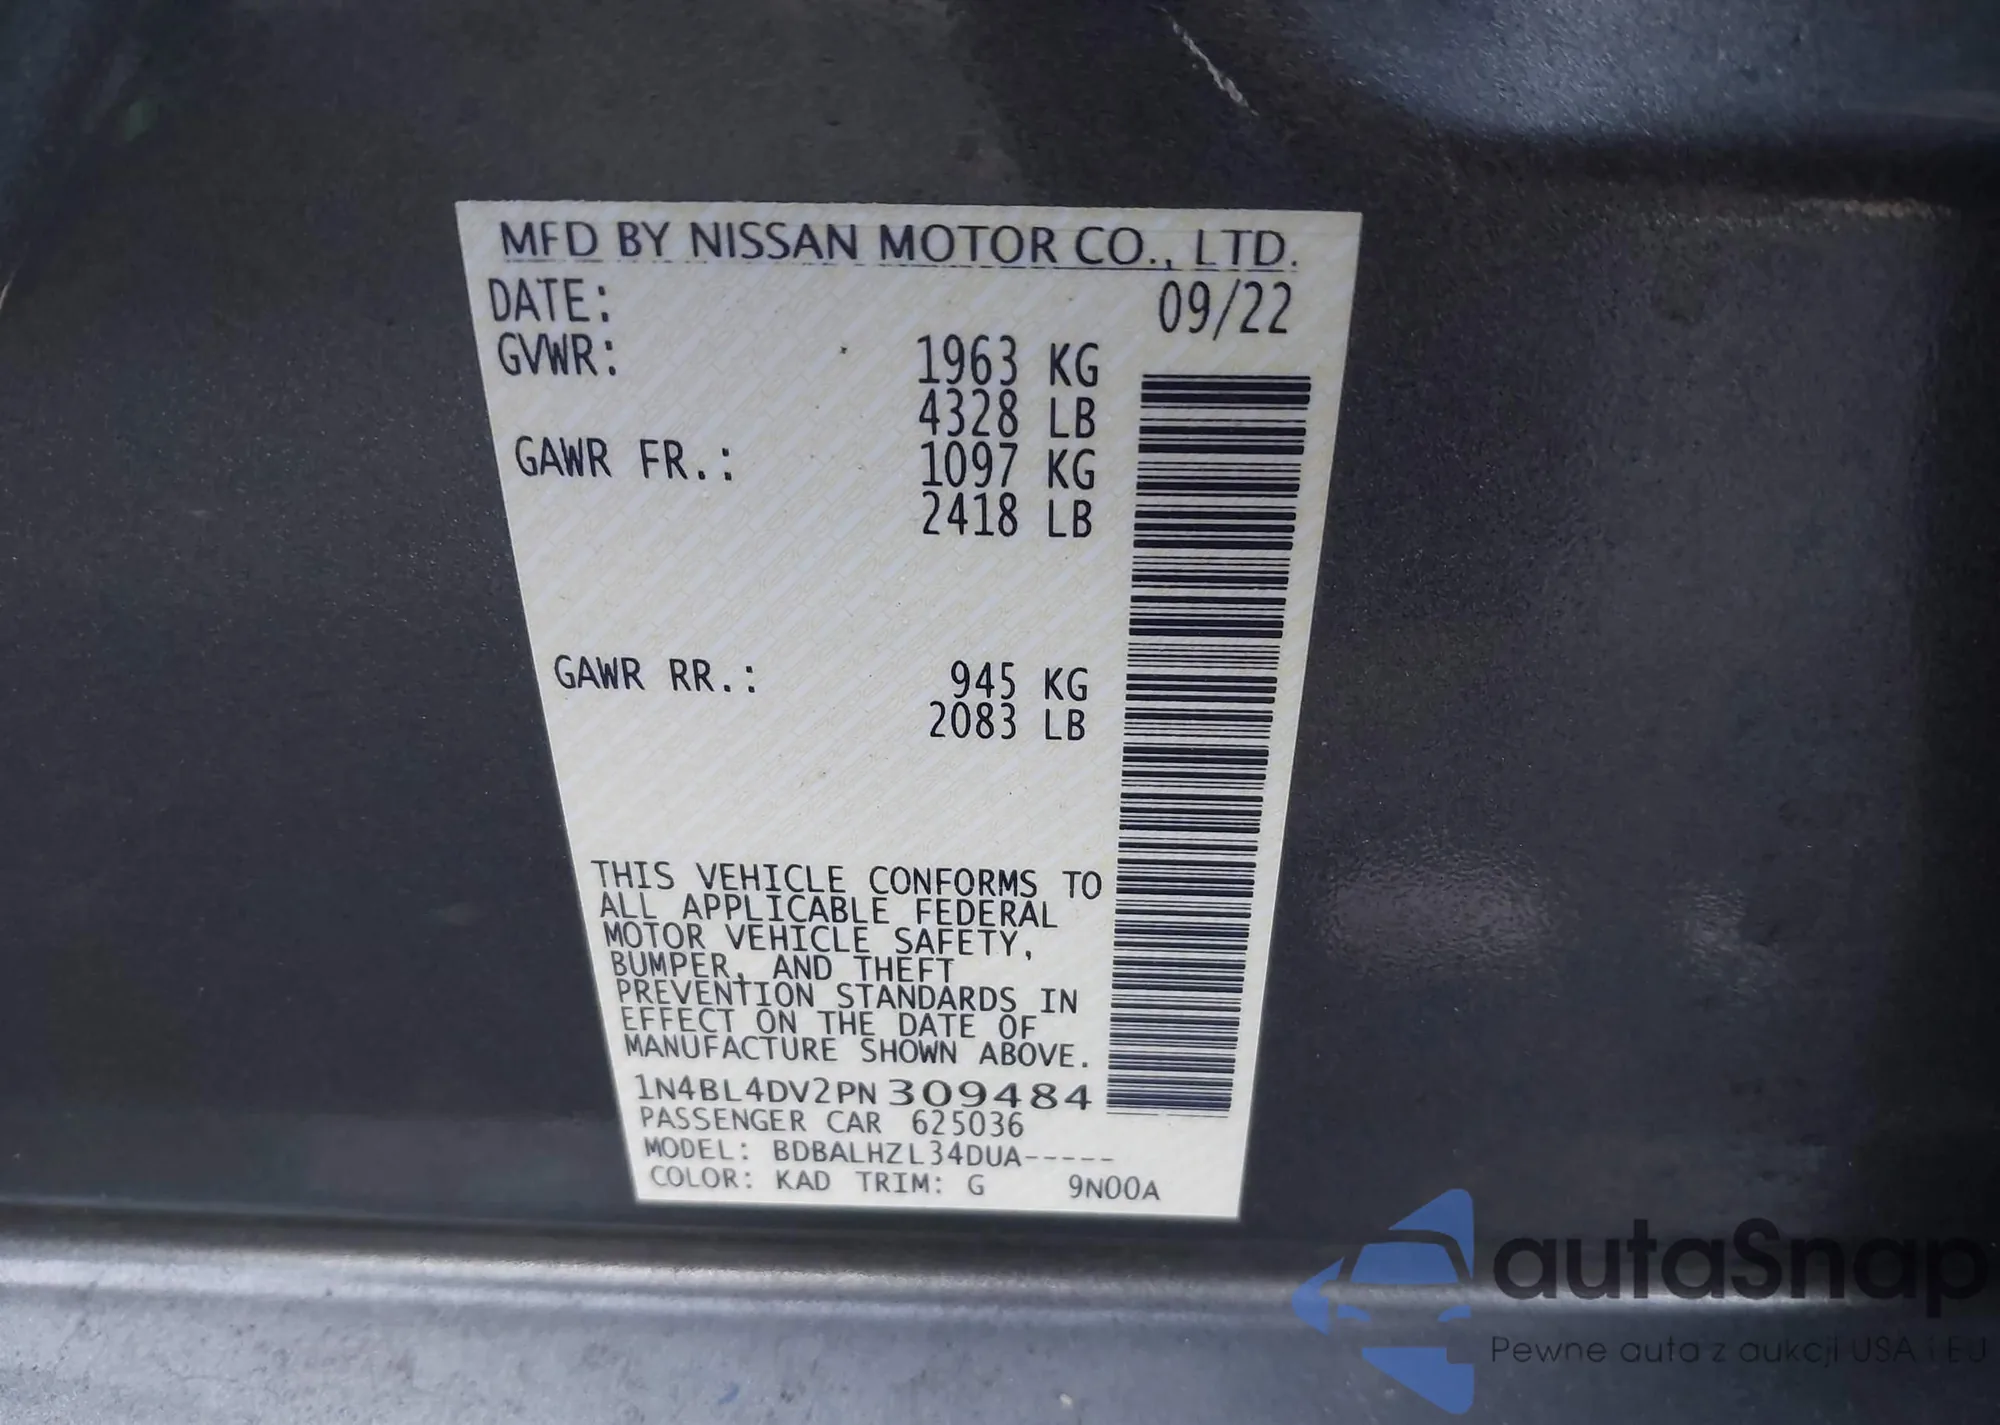 MFD BY NISSAN MOTOR CO., LTD.
DATE: 09/22
GVWR: 1963 KG
4328 LB
GAWR FR.: 1097 KG
2418 LB
GAWR RR.: 945 KG
2083 LB
THIS VEHICLE CONFORMS TO
ALL APPLICABLE FEDERAL
MOTOR VEHICLE SAFETY,
BUMPER, AND THEFT
PREVENTION STANDARDS IN
EFFECT ON THE DATE OF
MANUFACTURE SHOWN ABOVE.
1N4BL4DV2PN309484
PASSENGER CAR 625036
MODEL: BDBALHZL34DUA-----
COLOR: KAD TRIM: G 9N00A
autaSnap
Pewne auta z aukcji USA i EU